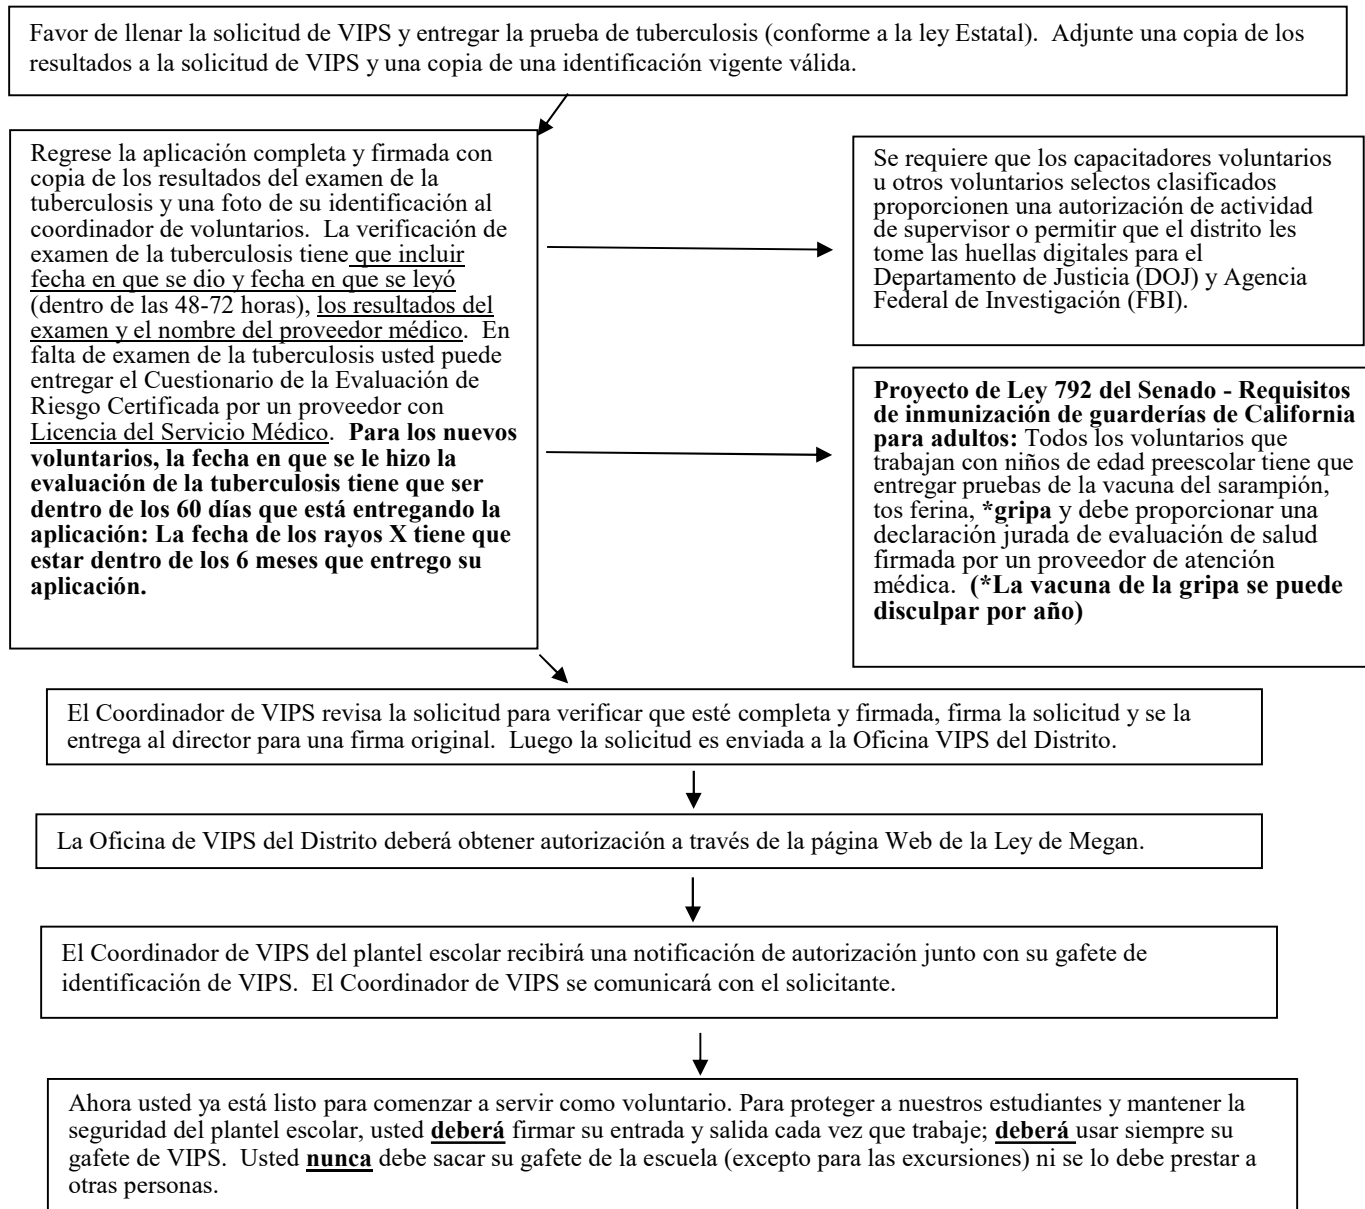 Favor de llenar la solicitud de VIPS y entregar la prueba de tuberculosis (conforme a la ley Estatal).  Adjunte una copia de los
resultados a la solicitud de VIPS y una copia de una identificación vigente válida.
Regrese la aplicación completa y firmada con
copia de los resultados del examen de la
tuberculosis y una foto de su identificación al
coordinador de voluntarios.  La verificación de
examen de la tuberculosis tiene que incluir
fecha en que se dio y fecha en que se leyó
(dentro de las 48-72 horas), los resultados del
examen y el nombre del proveedor médico.  En
falta de examen de la tuberculosis usted puede
entregar el Cuestionario de la Evaluación de
Riesgo Certificada por un proveedor con
Licencia del Servicio Médico.  Para los nuevos
voluntarios, la fecha en que se le hizo la
evaluación de la tuberculosis tiene que ser
dentro de los 60 días que está entregando la
aplicación: La fecha de los rayos X tiene que
estar dentro de los 6 meses que entrego su
aplicación.
Se requiere que los capacitadores voluntarios
u otros voluntarios selectos clasificados
proporcionen una autorización de actividad
de supervisor o permitir que el distrito les
tome las huellas digitales para el
Departamento de Justicia (DOJ) y Agencia
Federal de Investigación (FBI).
Proyecto de Ley 792 del Senado - Requisitos
de inmunización de guarderías de California
para adultos: Todos los voluntarios que
trabajan con niños de edad preescolar tiene que
entregar pruebas de la vacuna del sarampión,
tos ferina, *gripa y debe proporcionar una
declaración jurada de evaluación de salud
firmada por un proveedor de atención
médica.  (*La vacuna de la gripa se puede
disculpar por año)
El Coordinador de VIPS revisa la solicitud para verificar que esté completa y firmada, firma la solicitud y se la
entrega al director para una firma original.  Luego la solicitud es enviada a la Oficina VIPS del Distrito.
La Oficina de VIPS del Distrito deberá obtener autorización a través de la página Web de la Ley de Megan.
El Coordinador de VIPS del plantel escolar recibirá una notificación de autorización junto con su gafete de
identificación de VIPS.  El Coordinador de VIPS se comunicará con el solicitante.
Ahora usted ya está listo para comenzar a servir como voluntario. Para proteger a nuestros estudiantes y mantener la
seguridad del plantel escolar, usted deberá firmar su entrada y salida cada vez que trabaje; deberá usar siempre su
gafete de VIPS.  Usted nunca debe sacar su gafete de la escuela (excepto para las excursiones) ni se lo debe prestar a
otras personas.